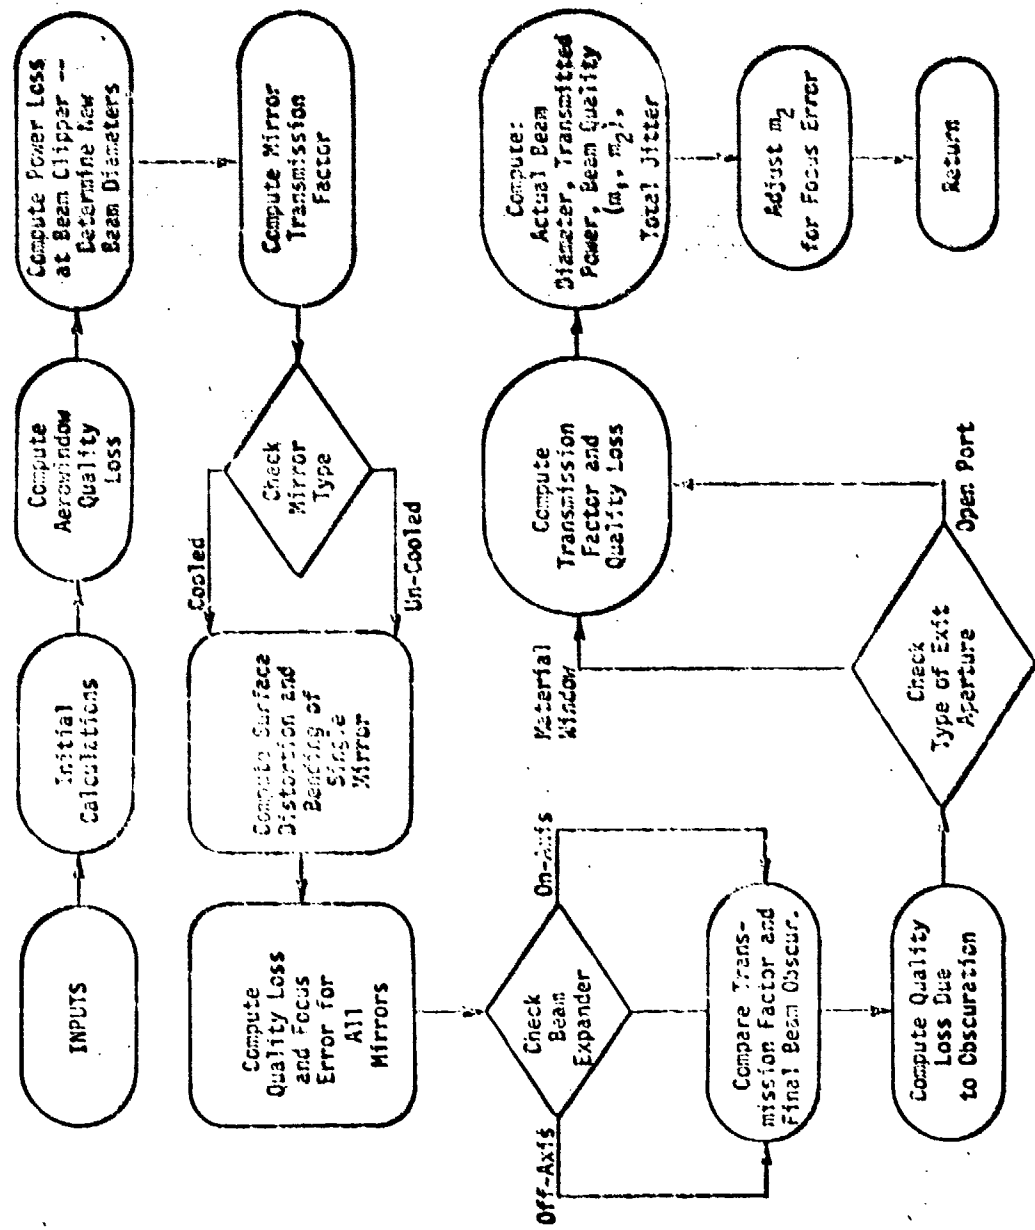 INPUTS
Initial
Calculations
Compute
Aerowindow
Quality
Loss
Compute Power Loss
at Beam Clipper --
Determine New
Beam Diameters
Compute Mirror
Transmission
Factor
Check
Mirror
Type
Cooled
Un-Cooled
Compute Surface
Distortion and
Bending of
Single
Mirror
Compute
Quality Loss
and Focus
Error for
All
Mirrors
Check
Beam
Expander
Off-Axis
On-Axis
Compare Trans-
mission Factor and
Final Beam Obscur.
Compute Quality
Loss Due
to Obscuration
Check
Type of Exit
Aperture
Material
Window
Open Port
Compute
Transmission
Factor and
Quality Loss
Compute:
Actual Beam
Diameter, Transmitted
Power, Beam Quality
(m₁, m₂),
Total Jitter
Adjust m₂
for Focus Error
Return